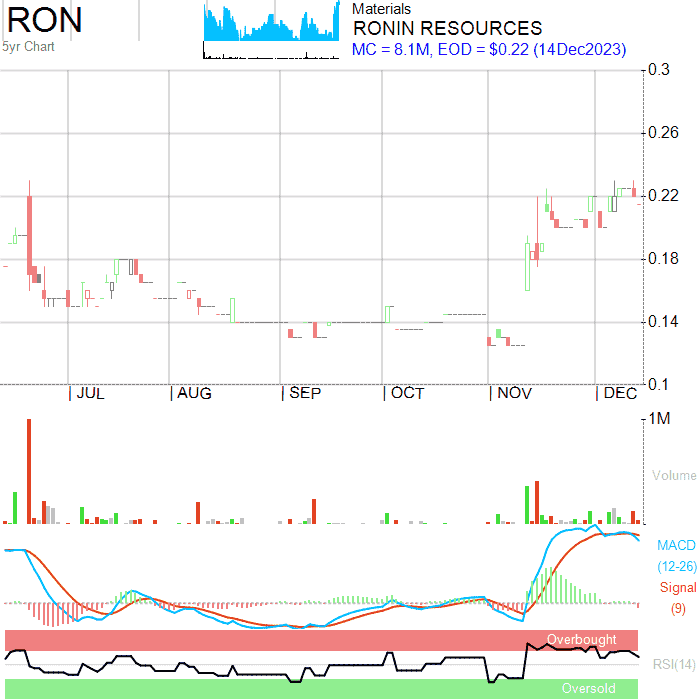 RON
5yr Chart
Materials
RONIN RESOURCES
MC = 8.1M, EOD = $0.22 (14Dec2023)
0.3
0.26
0.22
0.18
0.14
0.1
JUL AUG SEP OCT NOV DEC
1M
Volume
MACD
(12-26)
Signal
(9)
Overbought
RSI(14)
Oversold